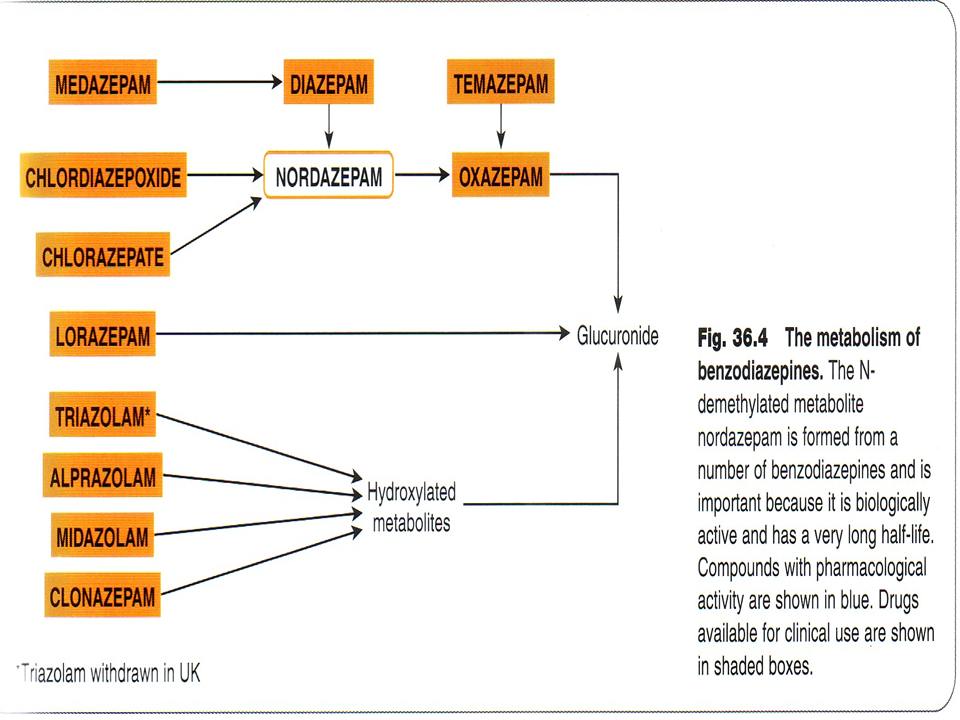 MEDAZEPAM
DIAZEPAM
TEMAZEPAM
CHLORDIAZEPOXIDE
NORDAZEPAM
OXAZEPAM
CHLORAZEPATE
LORAZEPAM
Glucuronide
TRIAZOLAM*
ALPRAZOLAM
MIDAZOLAM
CLONAZEPAM
Hydroxylated
metabolites
*Triazolam withdrawn in UK
Fig. 36.4 The metabolism of
benzodiazepines. The N-
demethylated metabolite
nordazepam is formed from a
number of benzodiazepines and is
important because it is biologically
active and has a very long half-life.
Compounds with pharmacological
activity are shown in blue. Drugs
available for clinical use are shown
in shaded boxes.